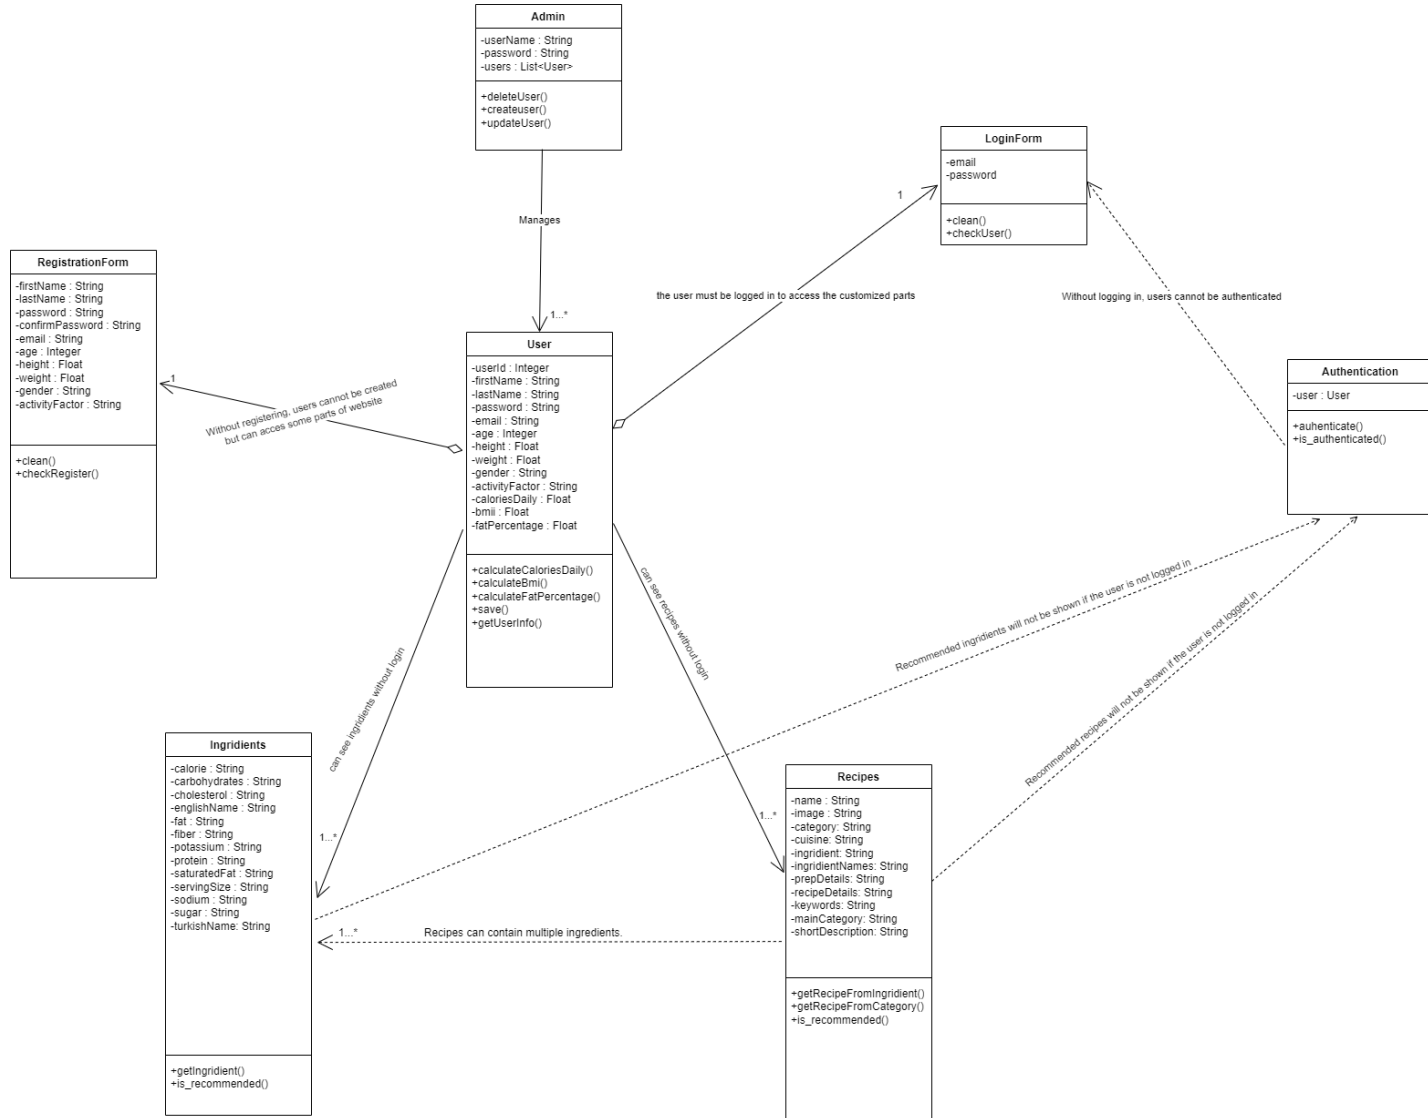 Admin
-userName : String
-password : String
-users : List<User>
+deleteUser()
+createuser()
+updateUser()
Manages
1...*
LoginForm
-email
-password
+clean()
+checkUser()
1
the user must be logged in to access the customized parts
Without logging in, users cannot be authenticated
RegistrationForm
-firstName : String
-lastName : String
-password : String
-confirmPassword : String
-email : String
-age : Integer
-height : Float
-weight : Float
-gender : String
-activityFactor : String
+clean()
+checkRegister()
1
Without registering, users cannot be created
but can acces some parts of website
User
-userId : Integer
-firstName : String
-lastName : String
-password : String
-email : String
-age : Integer
-height : Float
-weight : Float
-gender : String
-activityFactor : String
-caloriesDaily : Float
-bmii : Float
-fatPercentage : Float
+calculateCaloriesDaily()
+calculateBmi()
+calculateFatPercentage()
+save()
+getUserInfo()
Authentication
-user : User
+auhenticate()
+is_authenticated()
can see ingridients without login
1...*
can see recipes without login
1...*
Recommended ingridients will not be shown if the user is not logged in
Recommended recipes will not be shown if the user is not logged in
Ingridients
-calorie : String
-carbohydrates : String
-cholesterol : String
-englishName : String
-fat : String
-fiber : String
-potassium : String
-protein : String
-saturatedFat : String
-servingSize : String
-sodium : String
-sugar : String
-turkishName: String
+getIngridient()
+is_recommended()
1...*
Recipes can contain multiple ingredients.
Recipes
-name : String
-image : String
-category: String
-cuisine: String
-ingridient: String
-ingridientNames: String
-prepDetails: String
-recipeDetails: String
-keywords: String
-mainCategory: String
-shortDescription: String
+getRecipeFromIngridient()
+getRecipeFromCategory()
+is_recommended()